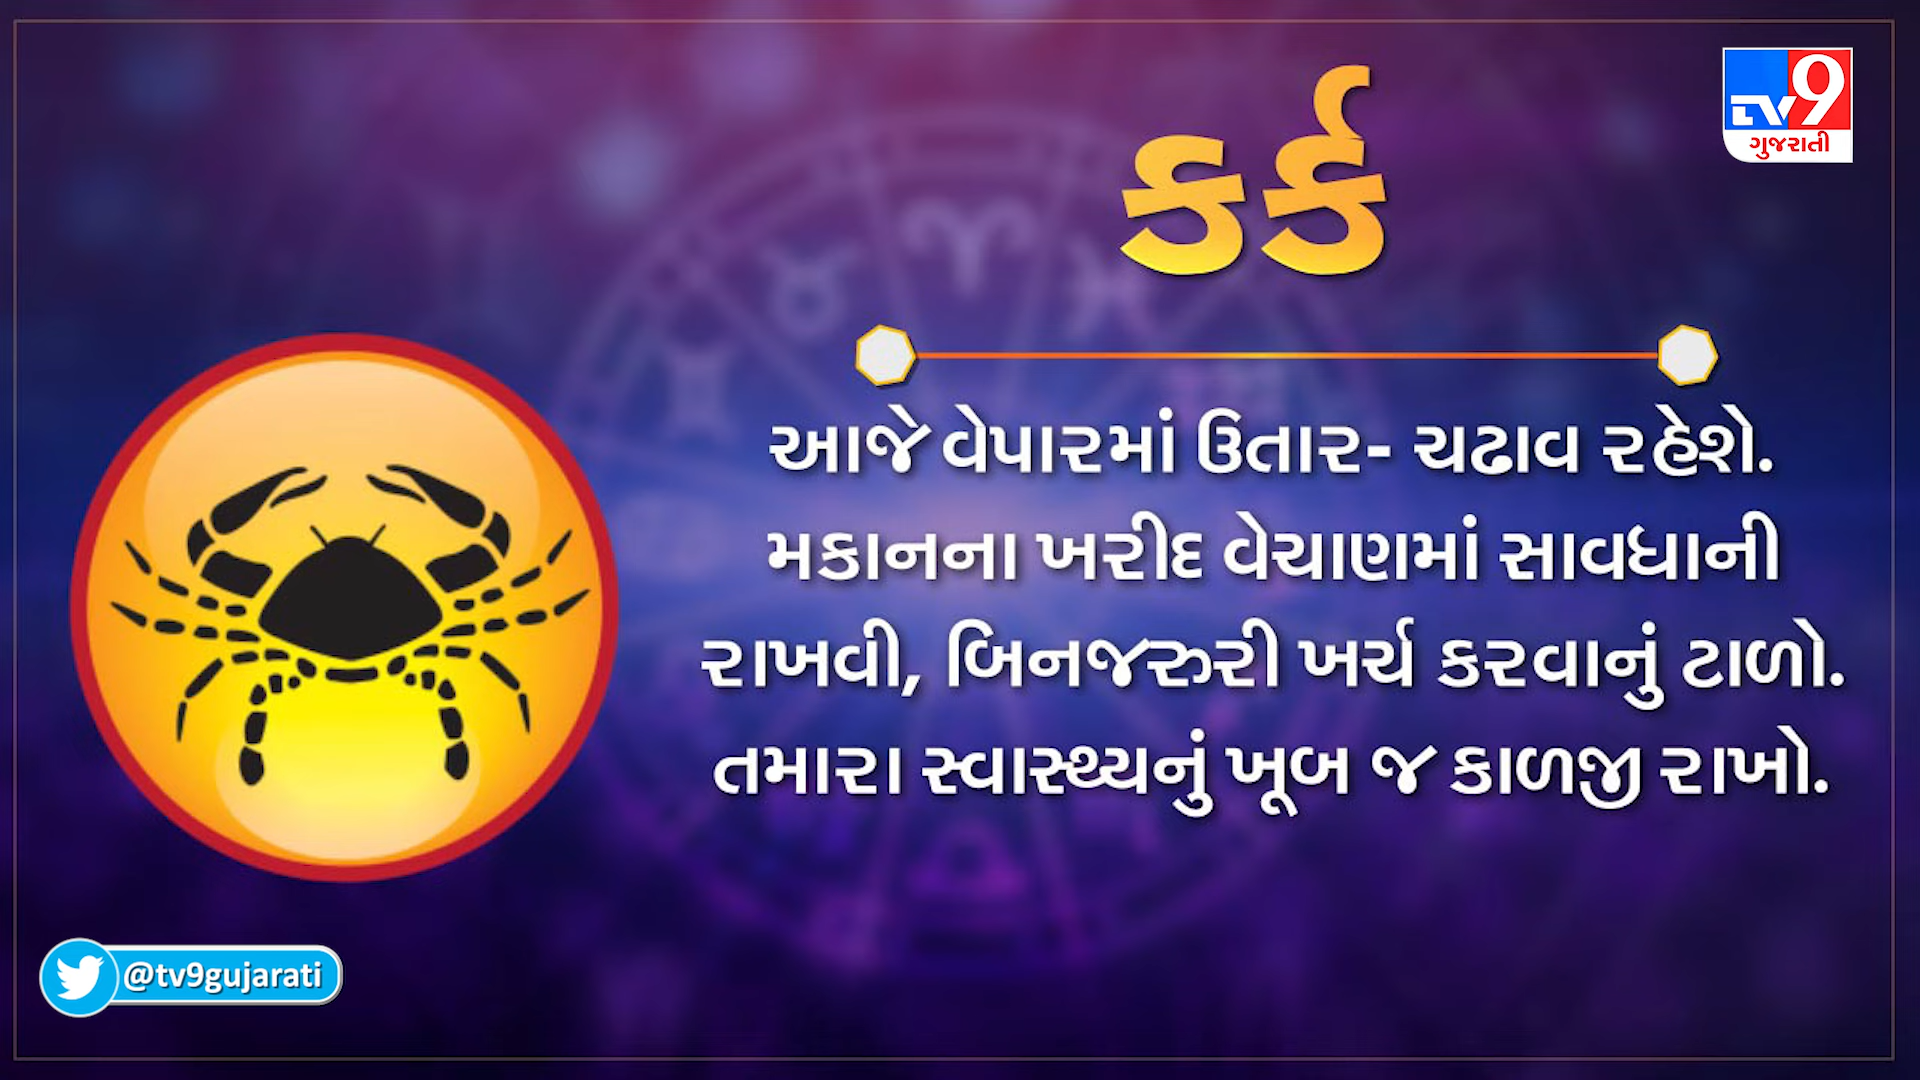 TV9
ગુજરાતી
કર્ક
આજે વેપારમાં ઉતાર- ચઢાવ રહેશે.
મકાનના ખરીદ વેચાણમાં સાવધાની
રાખવી, બિનજરુરી ખર્ચ કરવાનું ટાળો.
તમારા સ્વાસ્થ્યનું ખૂબ જ કાળજી રાખો.
@tv9gujarati